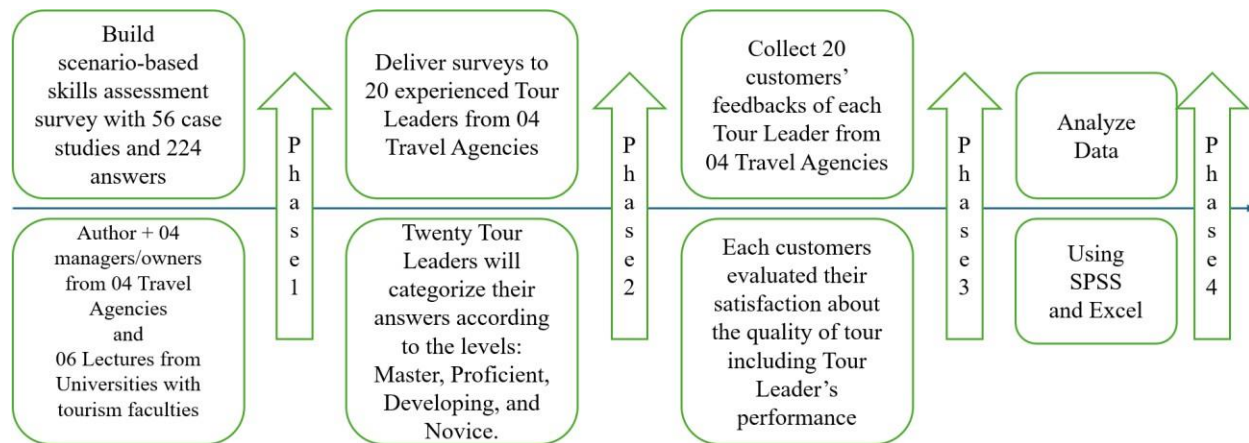 Build
scenario-based
skills assessment
survey with 56 case
studies and 224
answers
Author + 04
managers/owners
from 04 Travel
Agencies
and
06 Lectures from
Universities with
tourism faculties
P
h
a
s
e
1
Deliver surveys to
20 experienced Tour
Leaders from 04
Travel Agencies
Twenty Tour
Leaders will
categorize their
answers according
to the levels:
Master, Proficient,
Developing, and
Novice.
P
h
a
s
e
2
Collect 20
customers’
feedbacks of each
Tour Leader from
04 Travel Agencies
Each customers
evaluated their
satisfaction about
the quality of tour
including Tour
Leader’s
performance
P
h
a
s
e
3
Analyze
Data
Using
SPSS
and Excel
P
h
a
s
e
4